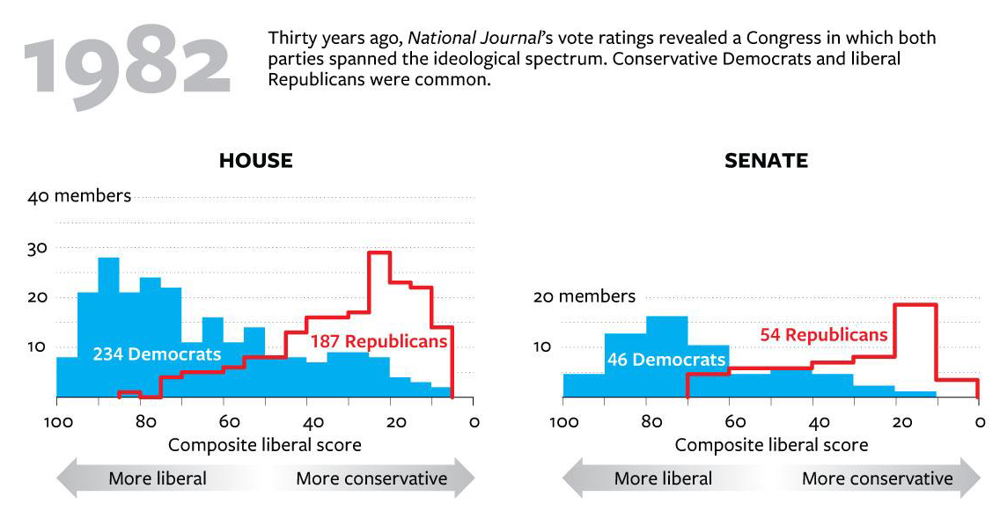 1982
Thirty years ago, National Journal's vote ratings revealed a Congress in which both
parties spanned the ideological spectrum. Conservative Democrats and liberal
Republicans were common.
HOUSE
40 members
30
20
10
234 Democrats
187 Republicans
100 80 60 40 20 0
Composite liberal score
More liberal More conservative
SENATE
20 members
10
54 Republicans
46 Democrats
100 80 60 40 20 0
Composite liberal score
More liberal More conservative